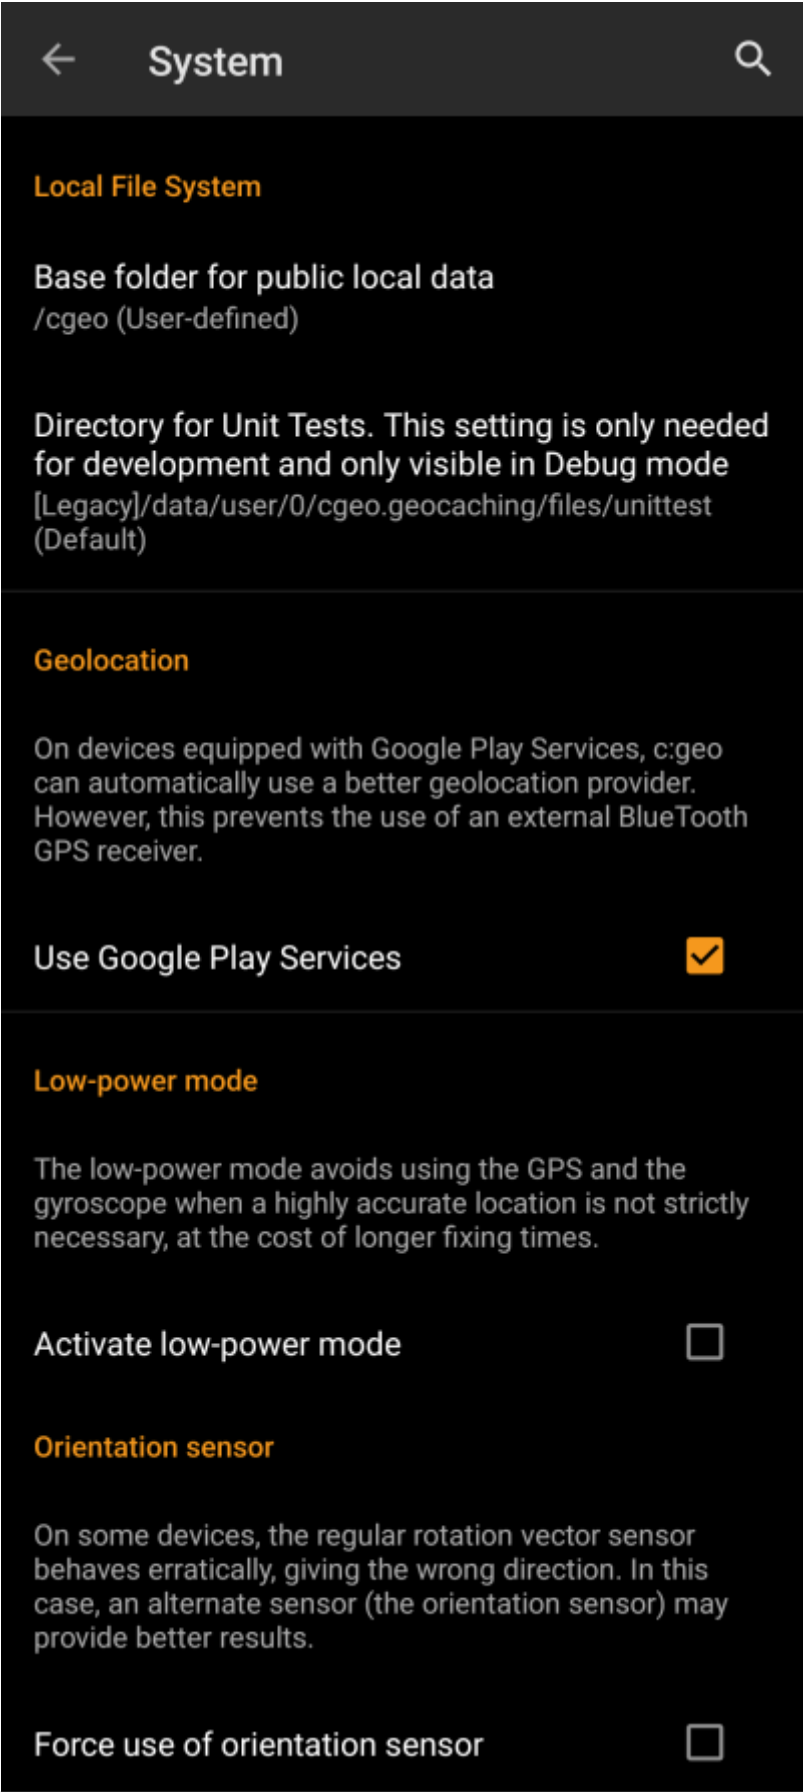 System
Local File System
Base folder for public local data
/cgeo (User-defined)
Directory for Unit Tests. This setting is only needed
for development and only visible in Debug mode
[Legacy]/data/user/0/cgeo.geocaching/files/unittest
(Default)
Geolocation
On devices equipped with Google Play Services, c:geo
can automatically use a better geolocation provider.
However, this prevents the use of an external BlueTooth
GPS receiver.
Use Google Play Services
Low-power mode
The low-power mode avoids using the GPS and the
gyroscope when a highly accurate location is not strictly
necessary, at the cost of longer fixing times.
Activate low-power mode
Orientation sensor
On some devices, the regular rotation vector sensor
behaves erratically, giving the wrong direction. In this
case, an alternate sensor (the orientation sensor) may
provide better results.
Force use of orientation sensor